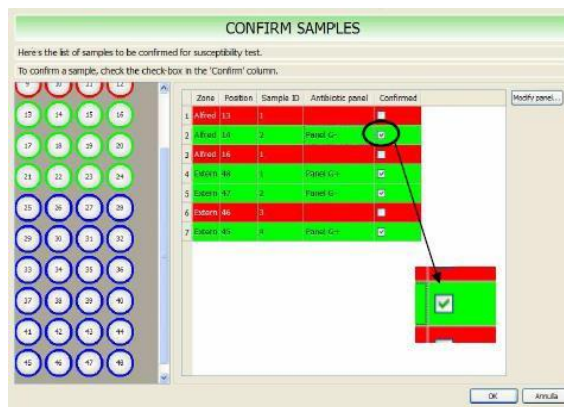 CONFIRM SAMPLES
Here's the list of samples to be confirmed for susceptibility test.
To confirm a sample, check the check-box in the 'Confirm' column.
Zone Position Sample ID Antibiotic panel Confirmed
Modify panel...
1 Alfred 13 1
2 Alfred 14 2 Panel G+
3 Alfred 16 1
4 Extern 48 1
5 Extern 47 2
6 Extern 46 3
7 Extern 45 4 Panel G+
13 14 15 16
17 18 19 20
21 22 23 24
25 26 27 28
29 30 31 32
33 34 35 36
37 38 39 40
41 42 43 44
45 46 47 48
OK Annulla